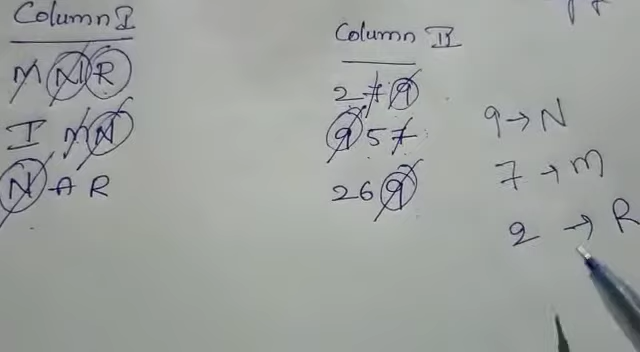 Column I
M N R
I M N
N A R
Column II
2 7 9
9 5 7
2 6 9
9 → N
7 → M
2 → R